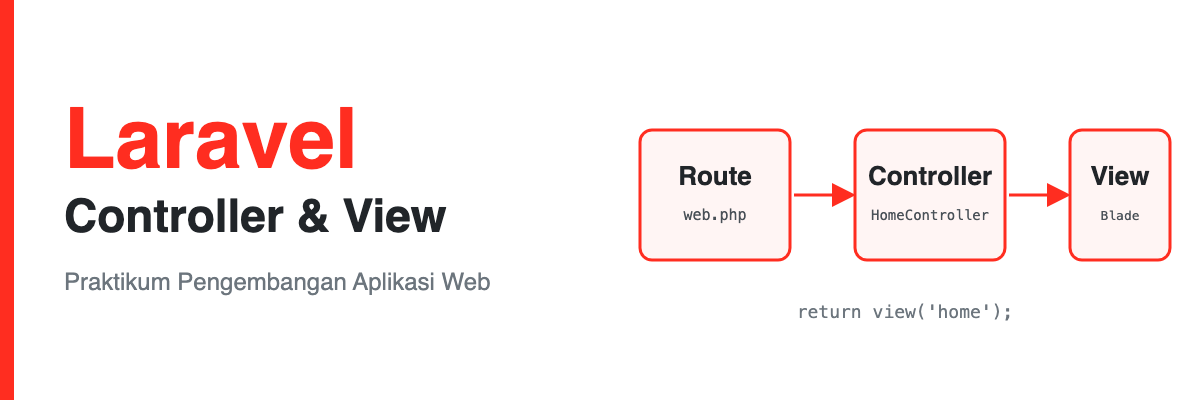 Laravel
Controller & View
Praktikum Pengembangan Aplikasi Web
Route
web.php
Controller
HomeController
View
Blade
return view('home');